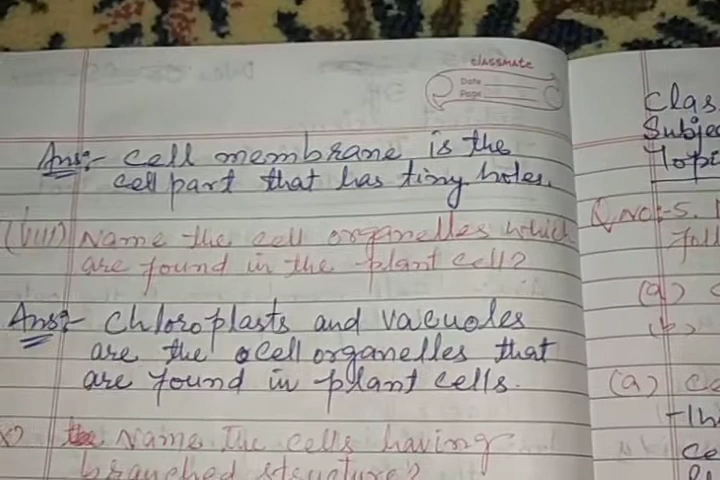 classmate
Date
Page
Ans:- cell membrane is the
cell part that has tiny holes.
(viii) Name the cell organelles which
are found in the plant cell?
Ans:- Chloroplasts and vacuoles
are the cell organelles that
are found in plant cells.
Name the cells having
branched structure?
Clas
Subjec
Topi
Q.No:-5.
foll
(a)
(b)
(a) Ce